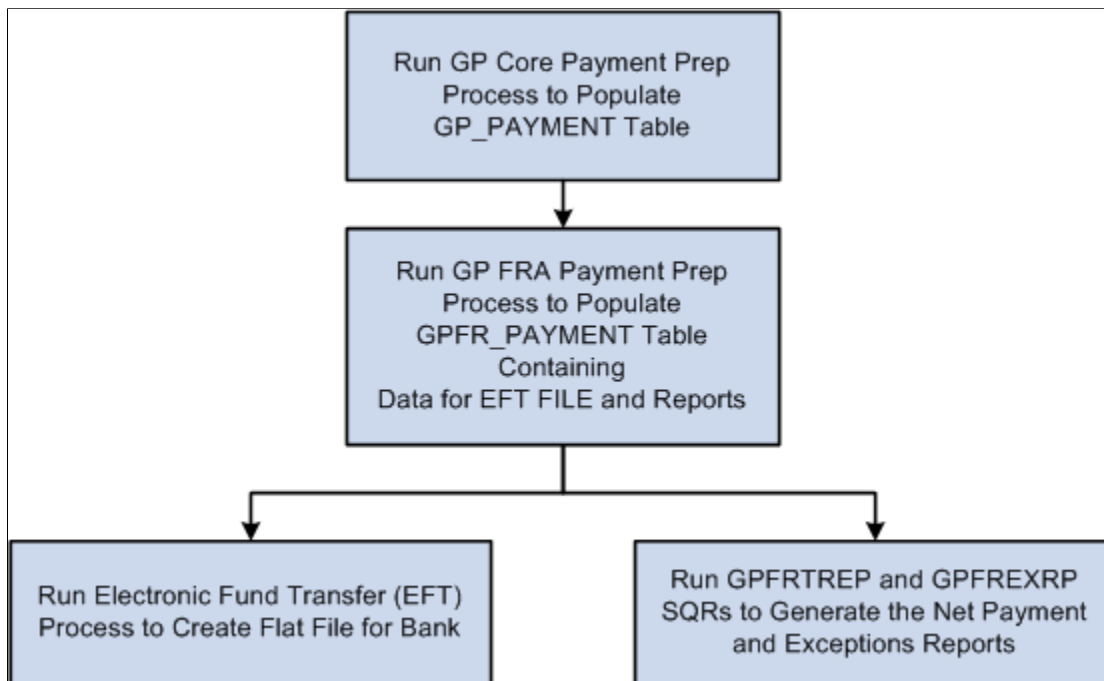 Run GP Core Payment Prep
Process to Populate
GP_PAYMENT Table
Run GP FRA Payment Prep
Process to Populate
GPFR_PAYMENT Table
Containing
Data for EFT FILE and Reports
Run Electronic Fund Transfer (EFT)
Process to Create Flat File for Bank
Run GPFRTREP and GPFREXRP
SQRs to Generate the Net Payment
and Exceptions Reports